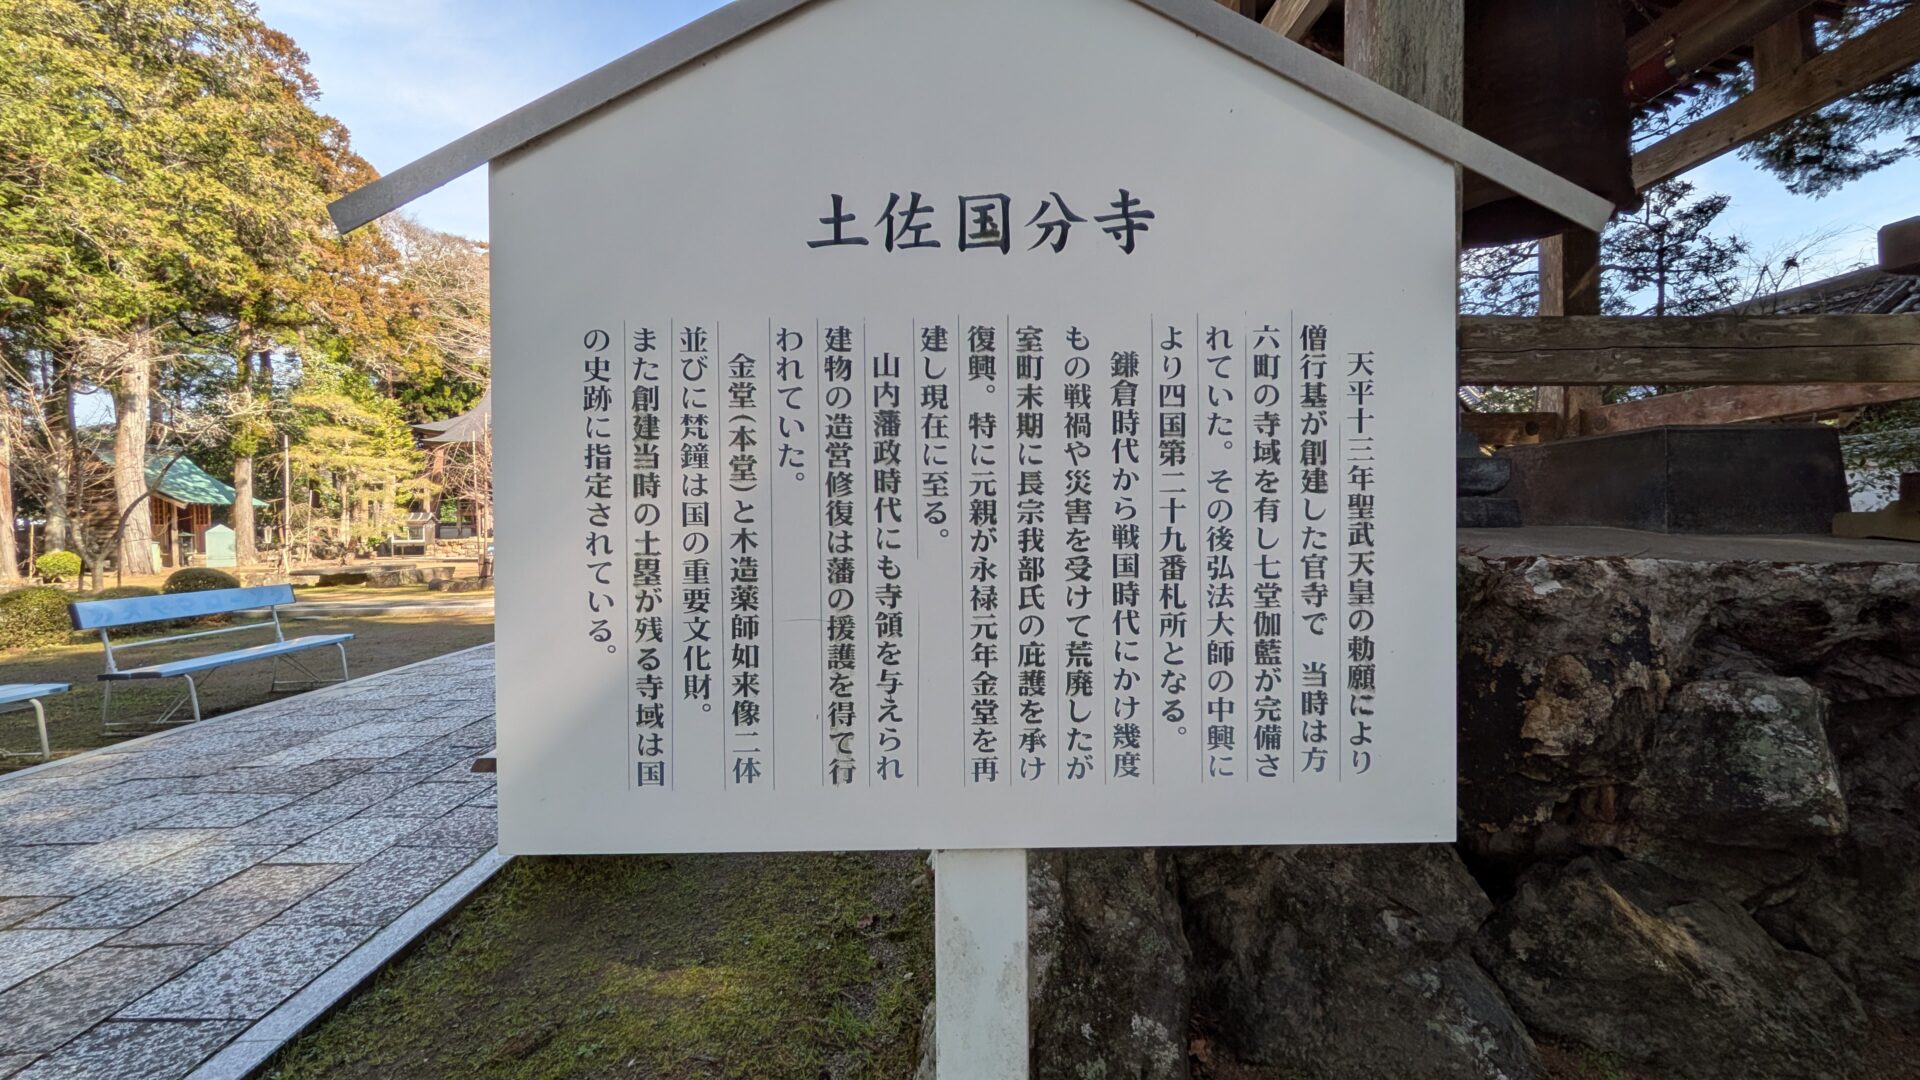 土佐国分寺
天平十三年聖武天皇の勅願により
僧行基が創建した官寺で　当時は方
六町の寺域を有し七堂伽藍が完備さ
れていた。その後弘法大師の中興に
より四国第二十九番札所となる。
鎌倉時代から戦国時代にかけ幾度
もの戦禍や災害を受けて荒廃したが
室町末期に長宗我部氏の庇護を承け
復興。特に元親が永禄元年金堂を再
建し現在に至る。
山内藩政時代にも寺領を与えられ
建物の造営修復は藩の援護を得て行
われていた。
金堂（本堂）と木造薬師如来像二体
並びに梵鐘は国の重要文化財。
また創建当時の土塁が残る寺域は国
の史跡に指定されている。